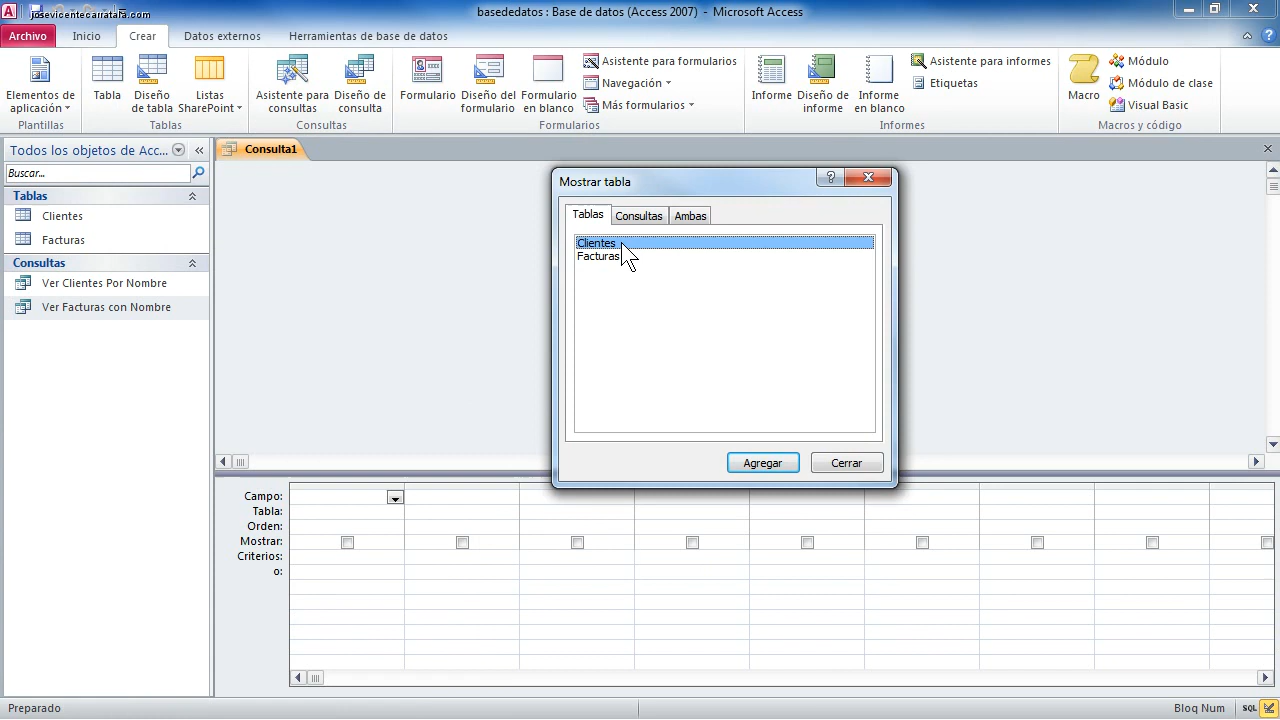 josevicentecarratala.com
basededatos : Base de datos (Access 2007) - Microsoft Access
Archivo Inicio Crear Datos externos Herramientas de base de datos
Elementos de aplicación
Plantillas
Tabla
Diseño de tabla
Listas SharePoint
Tablas
Asistente para consultas
Diseño de consulta
Consultas
Formulario
Diseño del formulario
Formulario en blanco
Asistente para formularios
Navegación
Más formularios
Formularios
Informe
Diseño de informe
Informe en blanco
Asistente para informes
Etiquetas
Informes
Macro
Módulo
Módulo de clase
Visual Basic
Macros y código
Todos los objetos de Acc... «
Buscar...
Tablas
Clientes
Facturas
Consultas
Ver Clientes Por Nombre
Ver Facturas con Nombre
Consulta1
Mostrar tabla
Tablas Consultas Ambas
Clientes
Facturas
Agregar Cerrar
Campo:
Tabla:
Orden:
Mostrar:
Criterios:
o:
Preparado
Bloq Num SQL